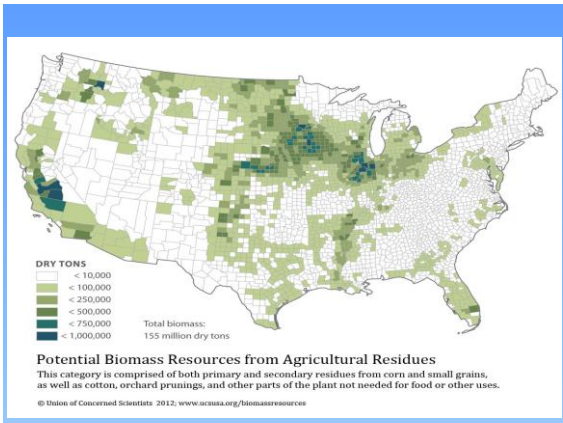 DRY TONS
< 10,000
< 100,000
< 250,000
< 500,000
< 750,000
< 1,000,000
Total biomass:
155 million dry tons
Potential Biomass Resources from Agricultural Residues
This category is comprised of both primary and secondary residues from corn and small grains,
as well as cotton, orchard prunings, and other parts of the plant not needed for food or other uses.
© Union of Concerned Scientists 2012; www.ucsusa.org/biomassresources